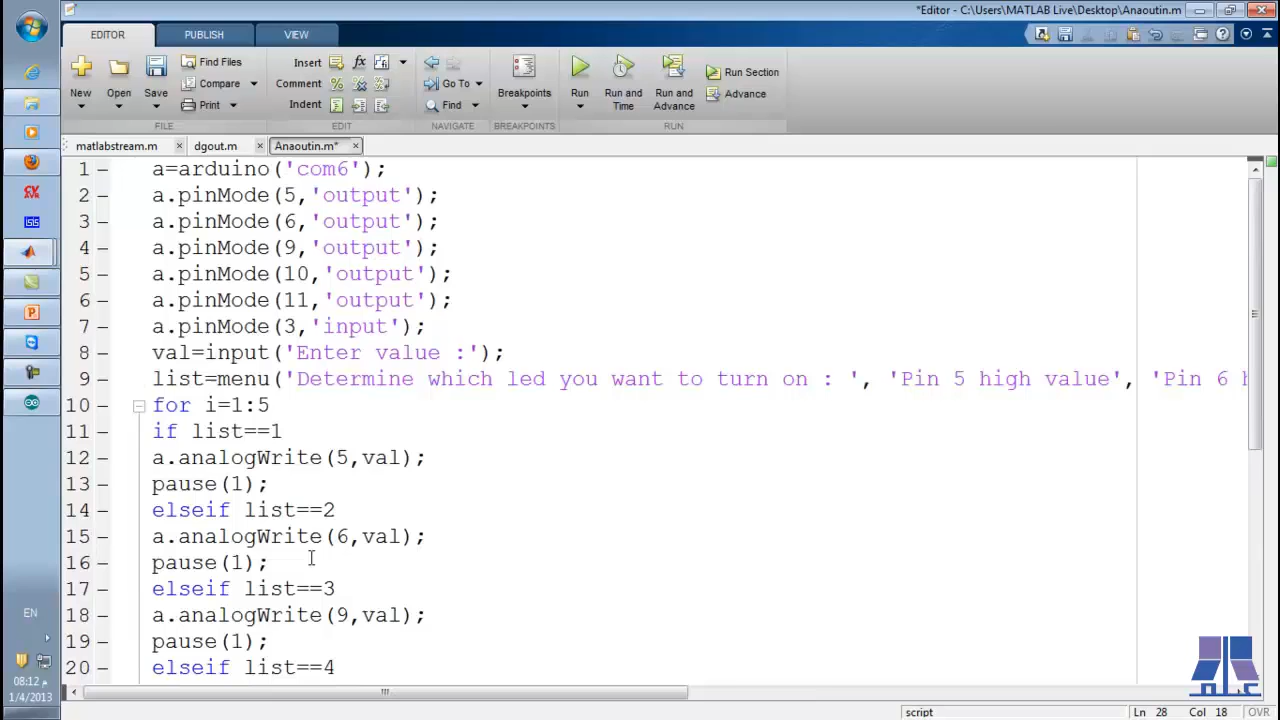 *Editor - C:\Users\MATLAB Live\Desktop\Anaoutin.m
EDITOR PUBLISH VIEW
New Open Save Find Files Compare Print
Insert Comment Indent
Go To Find
Breakpoints
Run Run and Time Run and Advance Run Section Advance
FILE EDIT NAVIGATE BREAKPOINTS RUN
matlabstream.m dgout.m Anaoutin.m*
1 a=arduino('com6');
2 a.pinMode(5,'output');
3 a.pinMode(6,'output');
4 a.pinMode(9,'output');
5 a.pinMode(10,'output');
6 a.pinMode(11,'output');
7 a.pinMode(3,'input');
8 val=input('Enter value :');
9 list=menu('Determine which led you want to turn on : ', 'Pin 5 high value', 'Pin 6 h
10 for i=1:5
11 if list==1
12 a.analogWrite(5,val);
13 pause(1);
14 elseif list==2
15 a.analogWrite(6,val);
16 pause(1);
17 elseif list==3
18 a.analogWrite(9,val);
19 pause(1);
20 elseif list==4
EN
08:12 م
1/4/2013
script Ln 28 Col 18 OVR